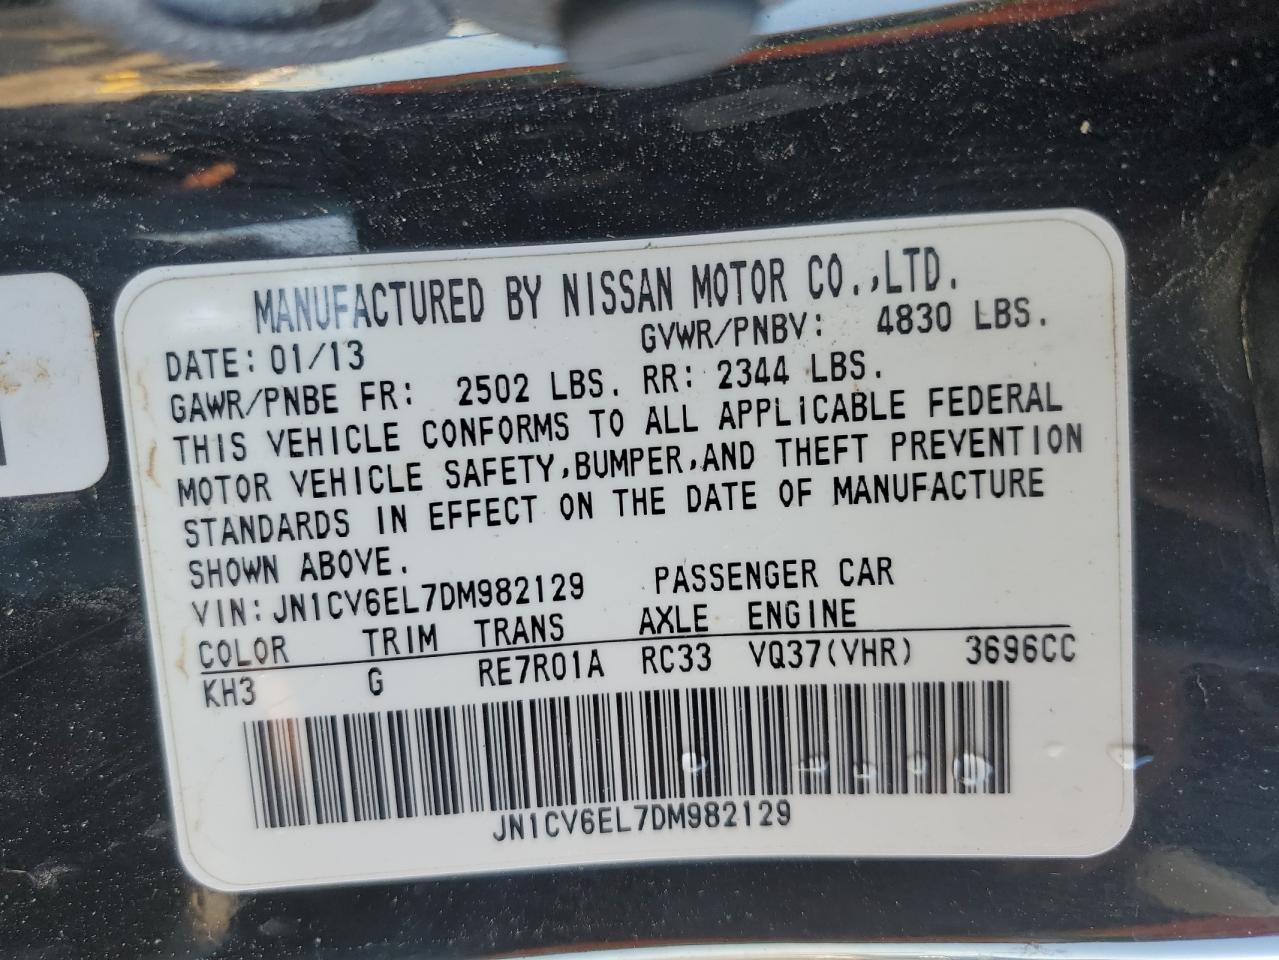 MANUFACTURED BY NISSAN MOTOR CO.,LTD.
DATE: 01/13 GVWR/PNBV: 4830 LBS.
GAWR/PNBE FR: 2502 LBS. RR: 2344 LBS.
THIS VEHICLE CONFORMS TO ALL APPLICABLE FEDERAL
MOTOR VEHICLE SAFETY,BUMPER,AND THEFT PREVENTION
STANDARDS IN EFFECT ON THE DATE OF MANUFACTURE
SHOWN ABOVE.
VIN: JN1CV6EL7DM982129 PASSENGER CAR
COLOR TRIM TRANS AXLE ENGINE
KH3 G RE7R01A RC33 VQ37(VHR) 3696CC
JN1CV6EL7DM982129